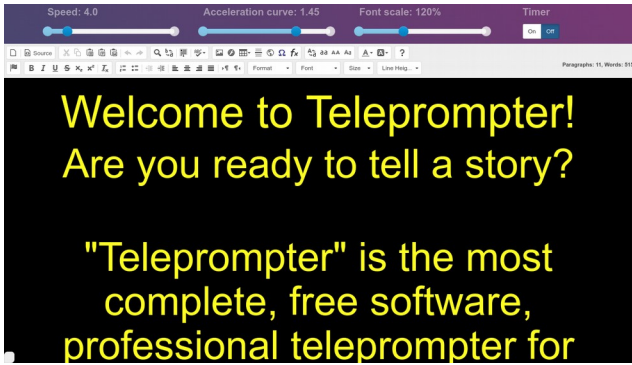 Speed: 4.0 Acceleration curve: 1.45 Font scale: 120% Timer
On Off
Source
Format Font Size Line Heig...
Paragraphs: 11, Words: 515
Welcome to Teleprompter!
Are you ready to tell a story?
"Teleprompter" is the most
complete, free software,
professional teleprompter for